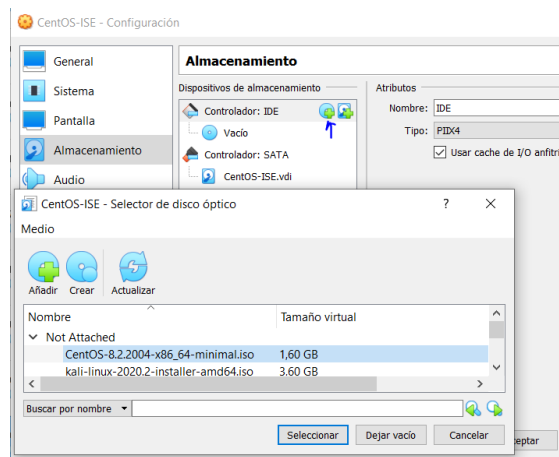 CentOS-ISE - Configuración
General
Sistema
Pantalla
Almacenamiento
Audio
Almacenamiento
Dispositivos de almacenamiento
Controlador: IDE
Vacío
Controlador: SATA
CentOS-ISE.vdi
Atributos
Nombre: IDE
Tipo: PIIX4
Usar cache de I/O anfitri
CentOS-ISE - Selector de disco óptico ? ×
Medio
Añadir Crear Actualizar
Nombre Tamaño virtual
Not Attached
CentOS-8.2.2004-x86_64-minimal.iso 1,60 GB
kali-linux-2020.2-installer-amd64.iso 3,60 GB
Buscar por nombre
Seleccionar Dejar vacío Cancelar
eptar